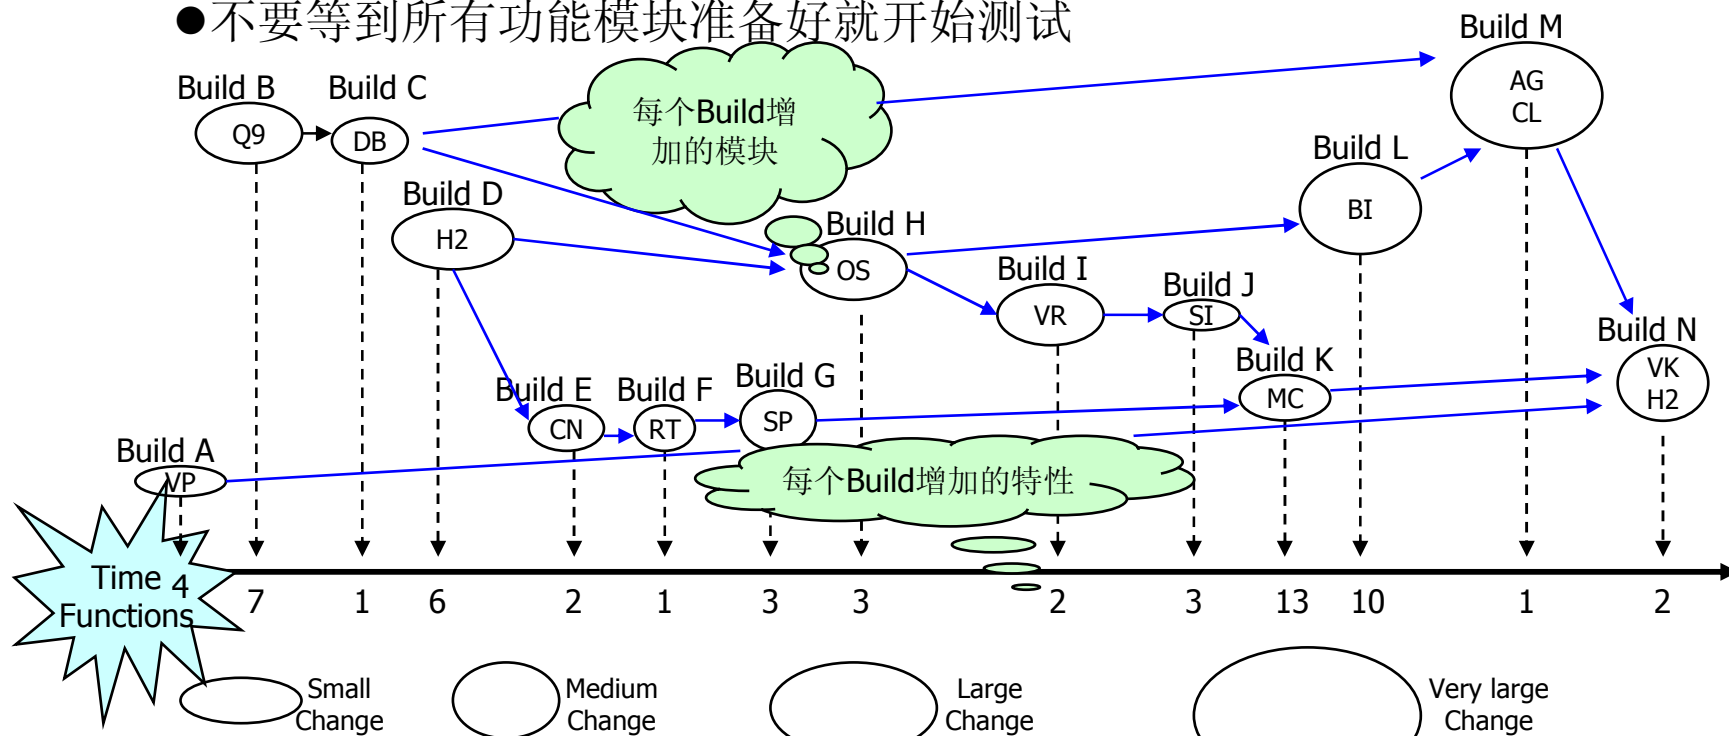 ●不要等到所有功能模块准备好就开始测试
Build M
AG
CL
Build B
Build C
Q9
DB
每个Build增
加的模块
Build L
BI
Build D
H2
Build H
OS
Build I
VR
Build J
SI
Build N
VK
H2
Build K
MC
Build E
CN
Build F
RT
Build G
SP
Build A
VP
每个Build增加的特性
Time
Functions
4
7
1
6
2
1
3
3
2
3
13
10
1
2
Small
Change
Medium
Change
Large
Change
Very large
Change